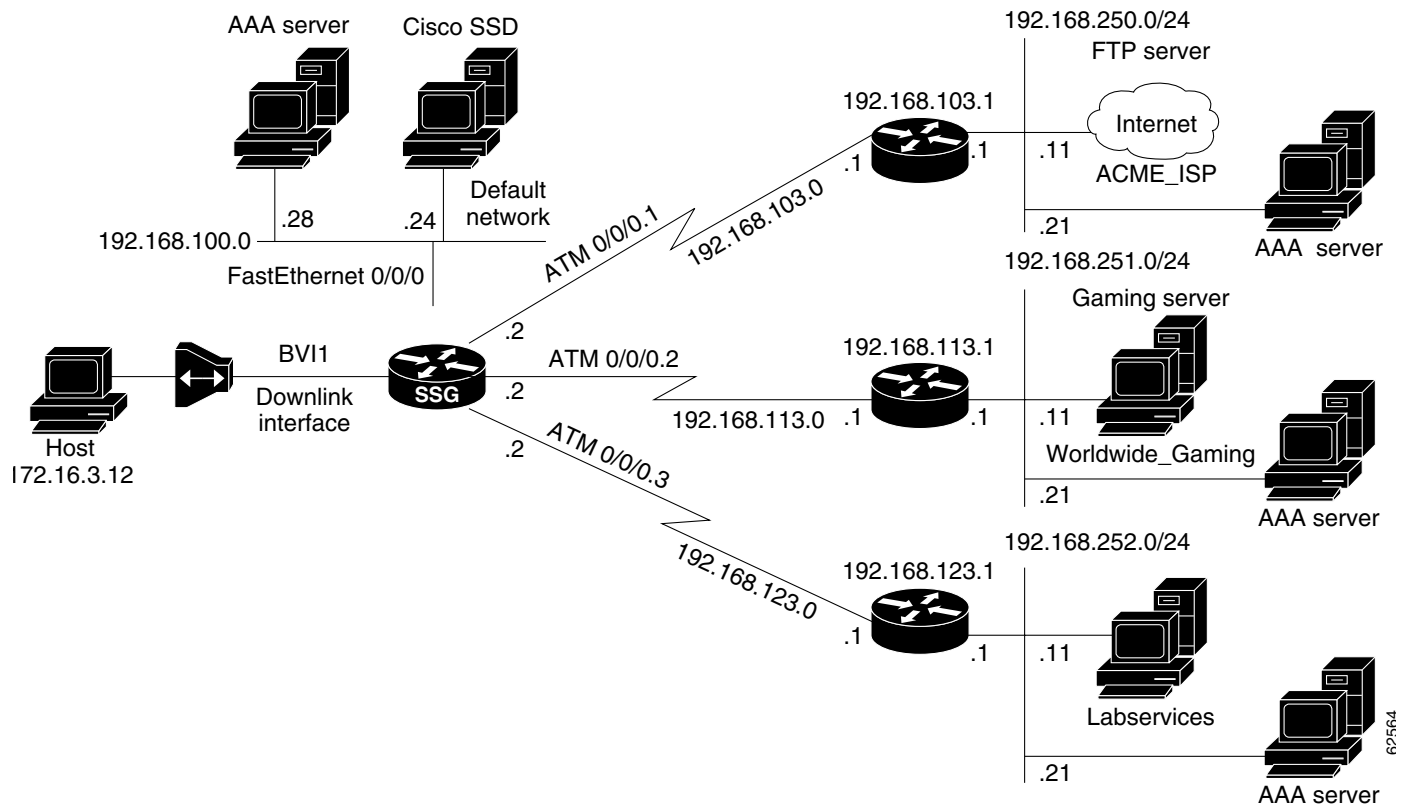 AAA server
Cisco SSD
.28
.24
Default
network
192.168.100.0
FastEthernet 0/0/0
Host
172.16.3.12
BVI1
Downlink
interface
SSG
.2
ATM 0/0/0.1
192.168.103.0
.2
ATM 0/0/0.2
192.168.113.0
.2
ATM 0/0/0.3
192.168.123.0
192.168.250.0/24
FTP server
192.168.103.1
.1
.1
.11
Internet
ACME_ISP
.21
AAA server
192.168.251.0/24
Gaming server
192.168.113.1
.1
.1
.11
Worldwide_Gaming
.21
AAA server
192.168.252.0/24
192.168.123.1
.1
.1
.11
Labservices
.21
AAA server
62564